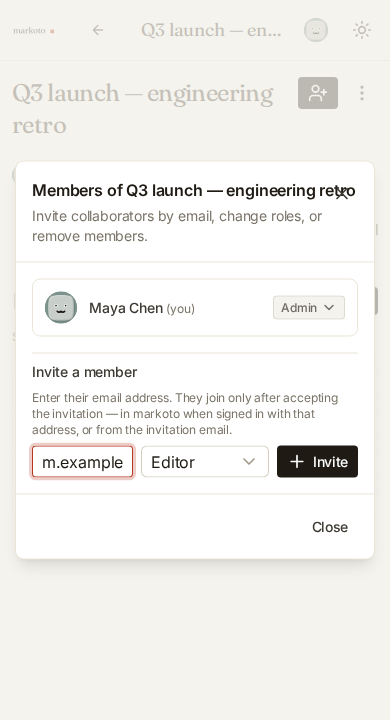 markoto
Q3 launch — en...
Q3 launch — engineering
retro
Members of Q3 launch — engineering retro
Invite collaborators by email, change roles, or
remove members.
Maya Chen (you)
Admin
Invite a member
Enter their email address. They join only after accepting
the invitation — in markoto when signed in with that
address, or from the invitation email.
m.example
Editor
Invite
Close